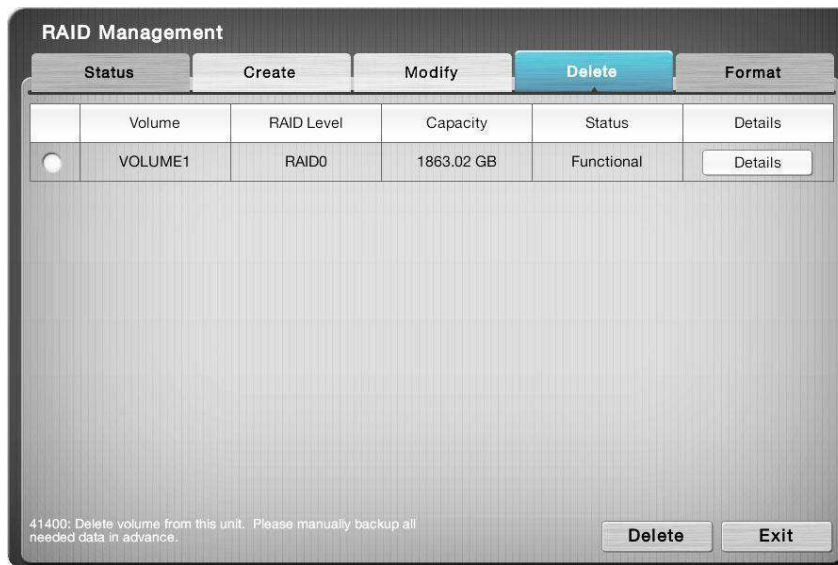 RAID Management
Status Create Modify Delete Format
Volume RAID Level Capacity Status Details
VOLUME1 RAID0 1863.02 GB Functional Details
41400: Delete volume from this unit. Please manually backup all
needed data in advance.
Delete Exit